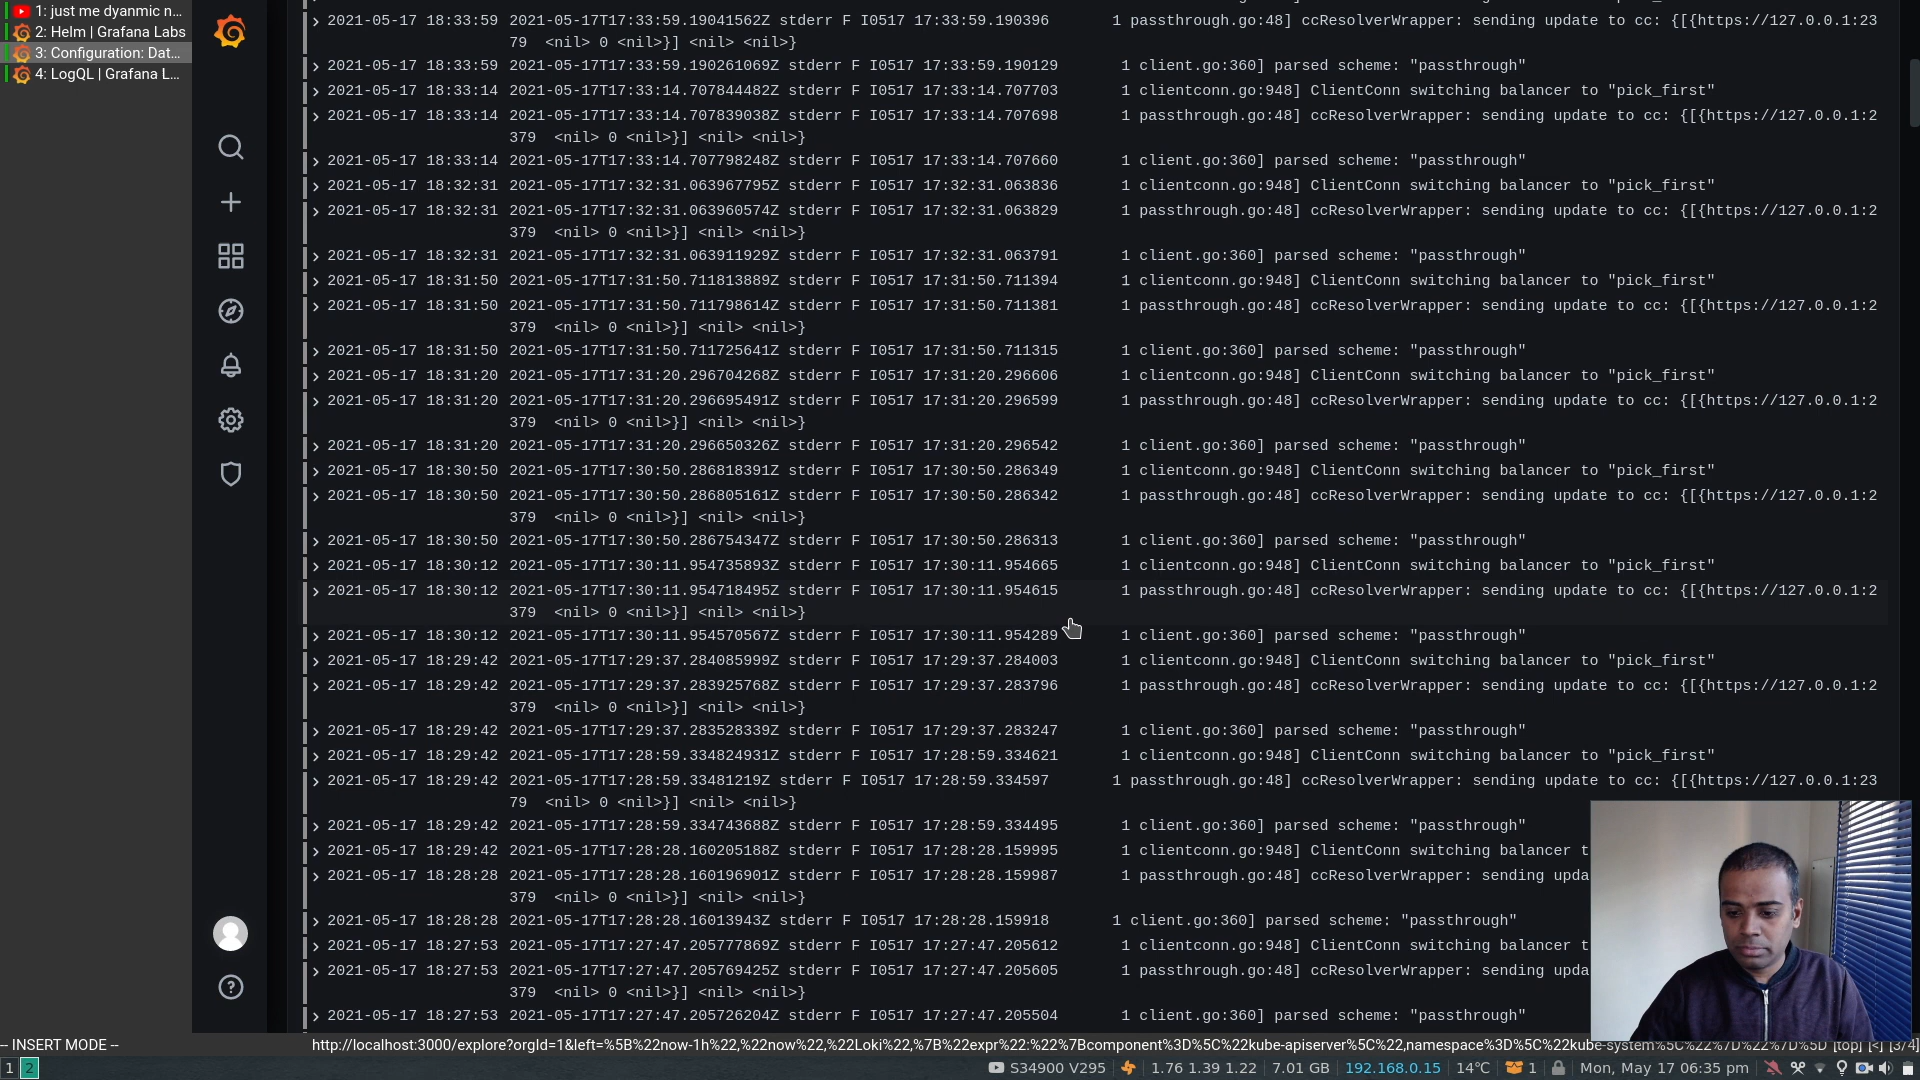 1: just me dyanmic n...
2: Helm | Grafana Labs
3: Configuration: Dat...
4: LogQL | Grafana L...
2021-05-17 18:33:59 2021-05-17T17:33:59.19041562Z stderr F I0517 17:33:59.190396 1 passthrough.go:48] ccResolverWrapper: sending update to cc: {[{https://127.0.0.1:23
79 <nil> 0 <nil>}] <nil> <nil>}
2021-05-17 18:33:59 2021-05-17T17:33:59.190261069Z stderr F I0517 17:33:59.190129 1 client.go:360] parsed scheme: "passthrough"
2021-05-17 18:33:14 2021-05-17T17:33:14.707844482Z stderr F I0517 17:33:14.707703 1 clientconn.go:948] ClientConn switching balancer to "pick_first"
2021-05-17 18:33:14 2021-05-17T17:33:14.707839038Z stderr F I0517 17:33:14.707698 1 passthrough.go:48] ccResolverWrapper: sending update to cc: {[{https://127.0.0.1:2
379 <nil> 0 <nil>}] <nil> <nil>}
2021-05-17 18:33:14 2021-05-17T17:33:14.707798248Z stderr F I0517 17:33:14.707660 1 client.go:360] parsed scheme: "passthrough"
2021-05-17 18:32:31 2021-05-17T17:32:31.063967795Z stderr F I0517 17:32:31.063836 1 clientconn.go:948] ClientConn switching balancer to "pick_first"
2021-05-17 18:32:31 2021-05-17T17:32:31.063960574Z stderr F I0517 17:32:31.063829 1 passthrough.go:48] ccResolverWrapper: sending update to cc: {[{https://127.0.0.1:2
379 <nil> 0 <nil>}] <nil> <nil>}
2021-05-17 18:32:31 2021-05-17T17:32:31.063911929Z stderr F I0517 17:32:31.063791 1 client.go:360] parsed scheme: "passthrough"
2021-05-17 18:31:50 2021-05-17T17:31:50.711813889Z stderr F I0517 17:31:50.711394 1 clientconn.go:948] ClientConn switching balancer to "pick_first"
2021-05-17 18:31:50 2021-05-17T17:31:50.711798614Z stderr F I0517 17:31:50.711381 1 passthrough.go:48] ccResolverWrapper: sending update to cc: {[{https://127.0.0.1:2
379 <nil> 0 <nil>}] <nil> <nil>}
2021-05-17 18:31:50 2021-05-17T17:31:50.711725641Z stderr F I0517 17:31:50.711315 1 client.go:360] parsed scheme: "passthrough"
2021-05-17 18:31:20 2021-05-17T17:31:20.296704268Z stderr F I0517 17:31:20.296606 1 clientconn.go:948] ClientConn switching balancer to "pick_first"
2021-05-17 18:31:20 2021-05-17T17:31:20.296695491Z stderr F I0517 17:31:20.296599 1 passthrough.go:48] ccResolverWrapper: sending update to cc: {[{https://127.0.0.1:2
379 <nil> 0 <nil>}] <nil> <nil>}
2021-05-17 18:31:20 2021-05-17T17:31:20.296650326Z stderr F I0517 17:31:20.296542 1 client.go:360] parsed scheme: "passthrough"
2021-05-17 18:30:50 2021-05-17T17:30:50.286818391Z stderr F I0517 17:30:50.286349 1 clientconn.go:948] ClientConn switching balancer to "pick_first"
2021-05-17 18:30:50 2021-05-17T17:30:50.286805161Z stderr F I0517 17:30:50.286342 1 passthrough.go:48] ccResolverWrapper: sending update to cc: {[{https://127.0.0.1:2
379 <nil> 0 <nil>}] <nil> <nil>}
2021-05-17 18:30:50 2021-05-17T17:30:50.286754347Z stderr F I0517 17:30:50.286313 1 client.go:360] parsed scheme: "passthrough"
2021-05-17 18:30:12 2021-05-17T17:30:11.954735893Z stderr F I0517 17:30:11.954665 1 clientconn.go:948] ClientConn switching balancer to "pick_first"
2021-05-17 18:30:12 2021-05-17T17:30:11.954718495Z stderr F I0517 17:30:11.954615 1 passthrough.go:48] ccResolverWrapper: sending update to cc: {[{https://127.0.0.1:2
379 <nil> 0 <nil>}] <nil> <nil>}
2021-05-17 18:30:12 2021-05-17T17:30:11.954570567Z stderr F I0517 17:30:11.954289 1 client.go:360] parsed scheme: "passthrough"
2021-05-17 18:29:42 2021-05-17T17:29:37.284085999Z stderr F I0517 17:29:37.284003 1 clientconn.go:948] ClientConn switching balancer to "pick_first"
2021-05-17 18:29:42 2021-05-17T17:29:37.283925768Z stderr F I0517 17:29:37.283796 1 passthrough.go:48] ccResolverWrapper: sending update to cc: {[{https://127.0.0.1:2
379 <nil> 0 <nil>}] <nil> <nil>}
2021-05-17 18:29:42 2021-05-17T17:29:37.283528339Z stderr F I0517 17:29:37.283247 1 client.go:360] parsed scheme: "passthrough"
2021-05-17 18:29:42 2021-05-17T17:28:59.334824931Z stderr F I0517 17:28:59.334621 1 clientconn.go:948] ClientConn switching balancer to "pick_first"
2021-05-17 18:29:42 2021-05-17T17:28:59.33481219Z stderr F I0517 17:28:59.334597 1 passthrough.go:48] ccResolverWrapper: sending update to cc: {[{https://127.0.0.1:23
79 <nil> 0 <nil>}] <nil> <nil>}
2021-05-17 18:29:42 2021-05-17T17:28:59.334743688Z stderr F I0517 17:28:59.334495 1 client.go:360] parsed scheme: "passthrough"
2021-05-17 18:29:42 2021-05-17T17:28:28.160205188Z stderr F I0517 17:28:28.159995 1 clientconn.go:948] ClientConn switching balancer t
2021-05-17 18:28:28 2021-05-17T17:28:28.160196901Z stderr F I0517 17:28:28.159987 1 passthrough.go:48] ccResolverWrapper: sending upda
379 <nil> 0 <nil>}] <nil> <nil>}
2021-05-17 18:28:28 2021-05-17T17:28:28.16013943Z stderr F I0517 17:28:28.159918 1 client.go:360] parsed scheme: "passthrough"
2021-05-17 18:27:53 2021-05-17T17:27:47.205777869Z stderr F I0517 17:27:47.205612 1 clientconn.go:948] ClientConn switching balancer t
2021-05-17 18:27:53 2021-05-17T17:27:47.205769425Z stderr F I0517 17:27:47.205605 1 passthrough.go:48] ccResolverWrapper: sending upda
379 <nil> 0 <nil>}] <nil> <nil>}
2021-05-17 18:27:53 2021-05-17T17:27:47.205726204Z stderr F I0517 17:27:47.205504 1 client.go:360] parsed scheme: "passthrough"
-- INSERT MODE -- http://localhost:3000/explore?orgId=1&left=%5B%22now-1h%22,%22now%22,%22Loki%22,%7B%22expr%22:%22%7Bcomponent%3D%5C%22kube-apiserver%5C%22,namespace%3D%5C%22kube-system%5C%22%7D%22%7D%5D [top] [<] [3/4]
1 2 S34900 V295 1.76 1.39 1.22 7.01 GB 192.168.0.15 14°C 1 Mon, May 17 06:35 pm